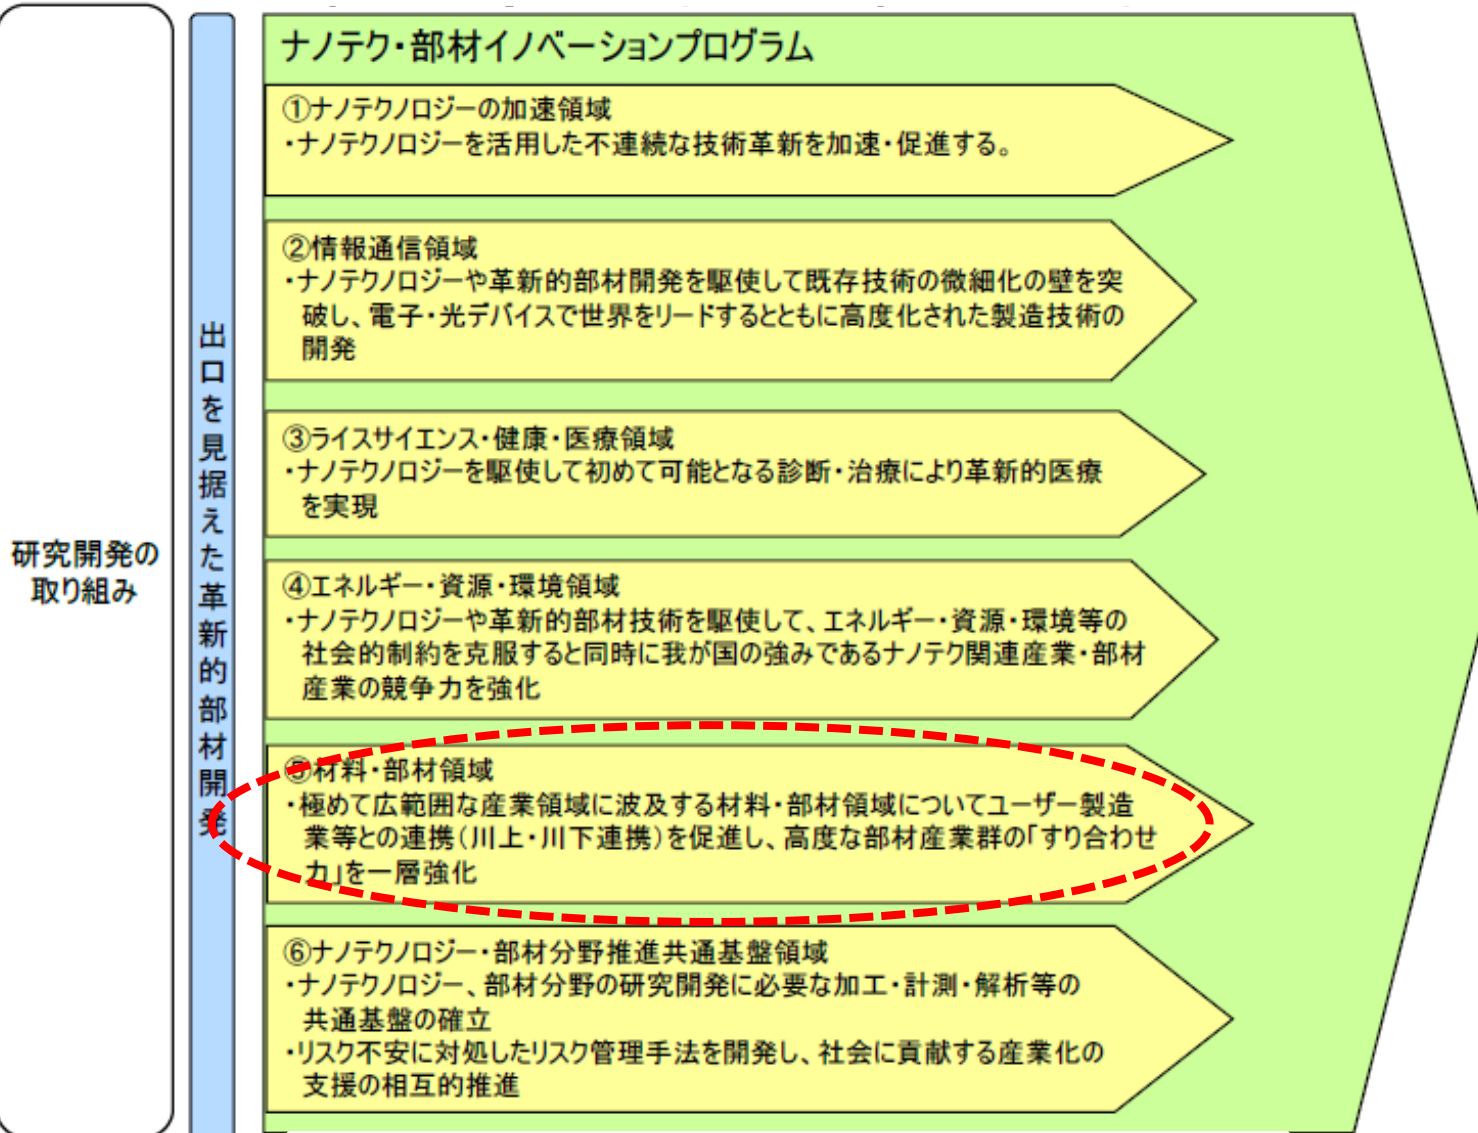 ナノテク・部材イノベーションプログラム
①ナノテクノロジーの加速領域
・ナノテクノロジーを活用した不連続な技術革新を加速・促進する。
②情報通信領域
・ナノテクノロジーや革新的部材開発を駆使して既存技術の微細化の壁を突
破し、電子・光デバイスで世界をリードするとともに高度化された製造技術の
開発
③ライスサイエンス・健康・医療領域
・ナノテクノロジーを駆使して初めて可能となる診断・治療により革新的医療
を実現
④エネルギー・資源・環境領域
・ナノテクノロジーや革新的部材技術を駆使して、エネルギー・資源・環境等の
社会的制約を克服すると同時に我が国の強みであるナノテク関連産業・部材
産業の競争力を強化
⑤材料・部材領域
・極めて広範囲な産業領域に波及する材料・部材領域についてユーザー製造
業等との連携（川上・川下連携）を促進し、高度な部材産業群の「すり合わせ
力」を一層強化
⑥ナノテクノロジー・部材分野推進共通基盤領域
・ナノテクノロジー、部材分野の研究開発に必要な加工・計測・解析等の
共通基盤の確立
・リスク不安に対処したリスク管理手法を開発し、社会に貢献する産業化の
支援の相互的推進
出口を見据えた革新的部材開発
研究開発の
取り組み